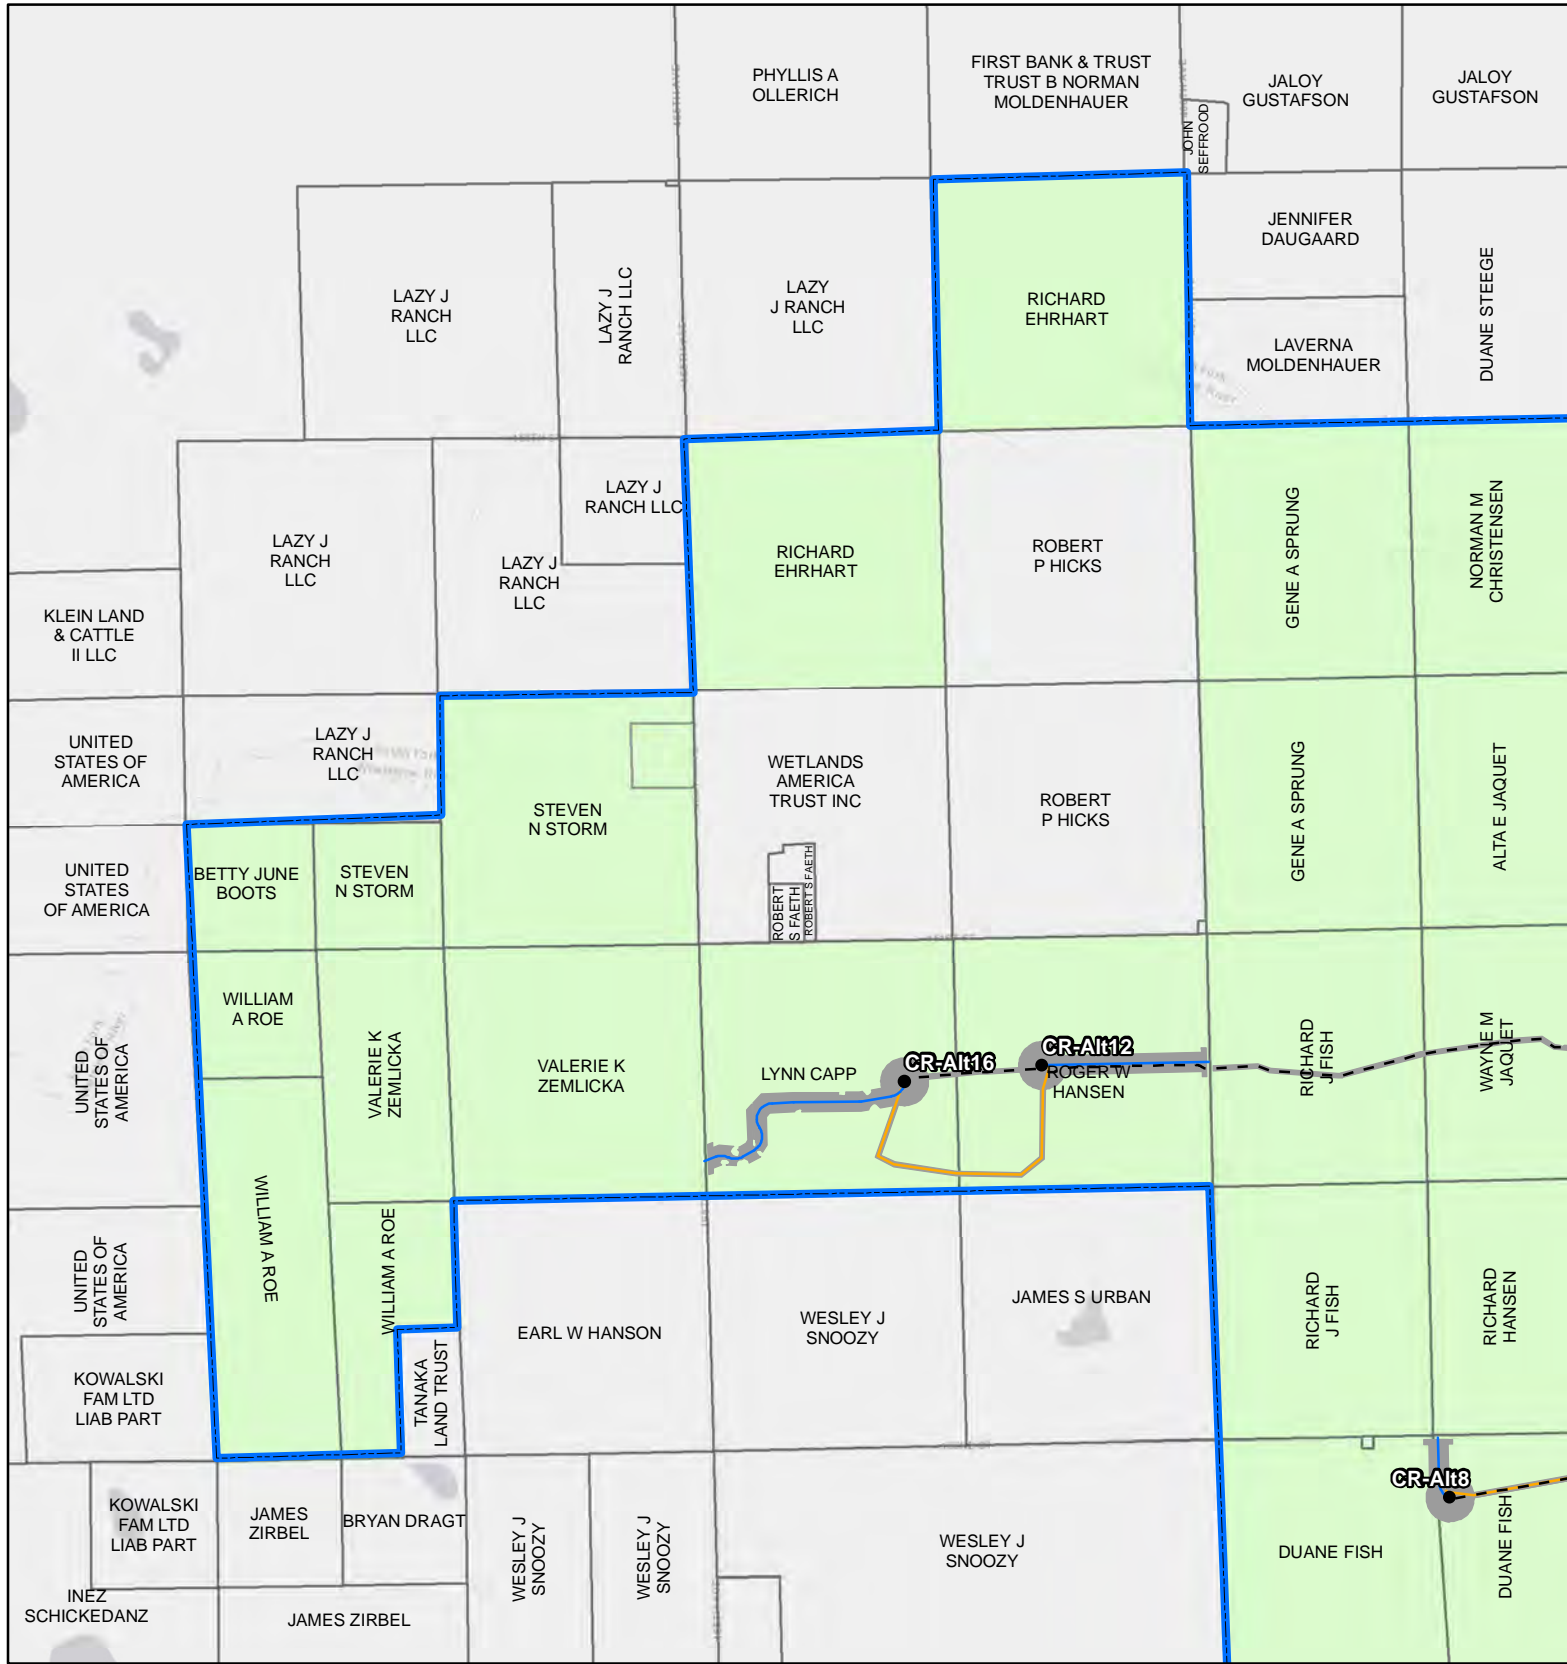 PHYLLIS A
OLLERICH
FIRST BANK & TRUST
TRUST B NORMAN
MOLDENHAUER
JALOY
GUSTAFSON
JALOY
GUSTAFSON
JOHN
SEFFROOD
LAZY J
RANCH
LLC
LAZY J
RANCH LLC
LAZY
J RANCH
LLC
RICHARD
EHRHART
JENNIFER
DAUGAARD
LAVERNA
MOLDENHAUER
DUANE STEEGE
LAZY J
RANCH
LLC
LAZY J
RANCH
LLC
LAZY J
RANCH LLC
RICHARD
EHRHART
ROBERT
P HICKS
GENE A SPRUNG
NORMAN M
CHRISTENSEN
KLEIN LAND
& CATTLE
II LLC
UNITED
STATES OF
AMERICA
LAZY J
RANCH
LLC
STEVEN
N STORM
WETLANDS
AMERICA
TRUST INC
ROBERT
P HICKS
GENE A SPRUNG
ALTA E JAQUET
UNITED
STATES
OF AMERICA
BETTY JUNE
BOOTS
STEVEN
N STORM
ROBERT
S FAETH
ROBERT S FAETH
UNITED
STATES OF
AMERICA
WILLIAM
A ROE
VALERIE K
ZEMLICKA
VALERIE K
ZEMLICKA
LYNN CAPP
CR-Alt16
CR-Alt12
ROGER W
HANSEN
RICHARD
J FISH
WAYNE M
JAQUET
UNITED
STATES OF
AMERICA
WILLIAM A ROE
WILLIAM A ROE
EARL W HANSON
WESLEY J
SNOOZY
JAMES S URBAN
RICHARD
J FISH
RICHARD
HANSEN
KOWALSKI
FAM LTD
LIAB PART
TANAKA
LAND TRUST
KOWALSKI
FAM LTD
LIAB PART
JAMES
ZIRBEL
BRYAN DRAGT
WESLEY J
SNOOZY
WESLEY J
SNOOZY
WESLEY J
SNOOZY
DUANE FISH
CR-Alt8
DUANE FISH
INEZ
SCHICKEDANZ
JAMES ZIRBEL